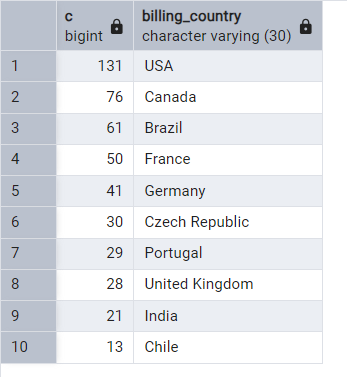 c billing_country
bigint character varying (30)
1 131 USA
2 76 Canada
3 61 Brazil
4 50 France
5 41 Germany
6 30 Czech Republic
7 29 Portugal
8 28 United Kingdom
9 21 India
10 13 Chile